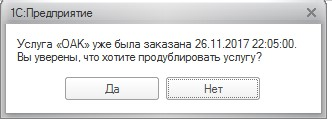 1С:Предприятие
Услуга «ОАК» уже была заказана 26.11.2017 22:05:00.
Вы уверены, что хотите продублировать услугу?
Да
Нет